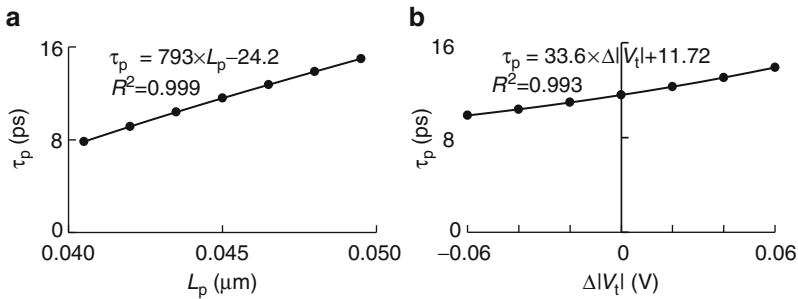 a
τp = 793×Lp−24.2
R²=0.999
16
8
0
τp (ps)
0.040
0.045
0.050
Lp (μm)
b
τp = 33.6×Δ|Vt|+11.72
R²=0.993
16
8
0
τp (ps)
−0.06
0
0.06
Δ|Vt| (V)